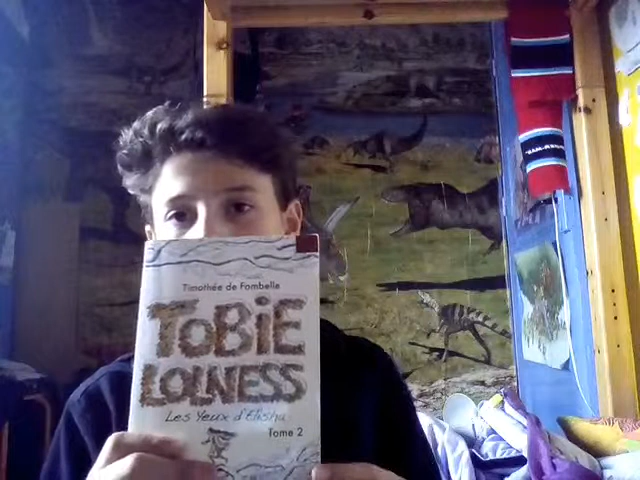 Timothée de Fombelle
TOBiE
LOLNESS
Les Yeux d'Elisha
Tome 2